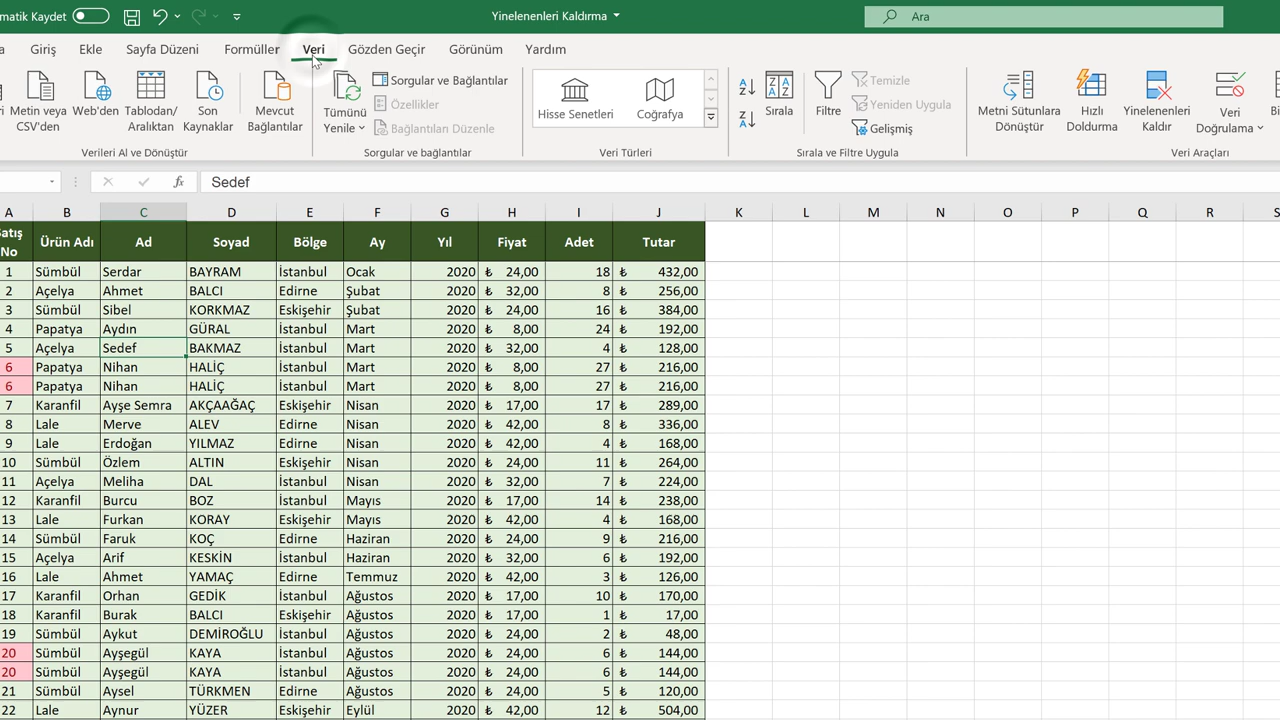 matik Kaydet
Yinelenenleri Kaldırma
Ara
Giriş Ekle Sayfa Düzeni Formüller Veri Gözden Geçir Görünüm Yardım
Metin veya CSV'den
Web'den
Tablodan/ Aralıktan
Son Kaynaklar
Mevcut Bağlantılar
Tümünü Yenile
Sorgular ve Bağlantılar
Özellikler
Bağlantıları Düzenle
Hisse Senetleri
Coğrafya
Sırala
Filtre
Temizle
Yeniden Uygula
Gelişmiş
Metni Sütunlara Dönüştür
Hızlı Doldurma
Yinelenenleri Kaldır
Veri Doğrulama
Verileri Al ve Dönüştür
Sorgular ve bağlantılar
Veri Türleri
Sırala ve Filtre Uygula
Veri Araçları
fx Sedef
A B C D E F G H I J K L M N O P Q R S
Satış No Ürün Adı Ad Soyad Bölge Ay Yıl Fiyat Adet Tutar
1 Sümbül Serdar BAYRAM İstanbul Ocak 2020 ₺ 24,00 18 ₺ 432,00
2 Açelya Ahmet BALCI Edirne Şubat 2020 ₺ 32,00 8 ₺ 256,00
3 Sümbül Sibel KORKMAZ Eskişehir Şubat 2020 ₺ 24,00 16 ₺ 384,00
4 Papatya Aydın GÜRAL İstanbul Mart 2020 ₺ 8,00 24 ₺ 192,00
5 Açelya Sedef BAKMAZ İstanbul Mart 2020 ₺ 32,00 4 ₺ 128,00
6 Papatya Nihan HALİÇ İstanbul Mart 2020 ₺ 8,00 27 ₺ 216,00
6 Papatya Nihan HALİÇ İstanbul Mart 2020 ₺ 8,00 27 ₺ 216,00
7 Karanfil Ayşe Semra AKÇAAĞAÇ Eskişehir Nisan 2020 ₺ 17,00 17 ₺ 289,00
8 Lale Merve ALEV Edirne Nisan 2020 ₺ 42,00 8 ₺ 336,00
9 Lale Erdoğan YILMAZ Edirne Nisan 2020 ₺ 42,00 4 ₺ 168,00
10 Sümbül Özlem ALTIN Eskişehir Nisan 2020 ₺ 24,00 11 ₺ 264,00
11 Açelya Meliha DAL İstanbul Nisan 2020 ₺ 32,00 7 ₺ 224,00
12 Karanfil Burcu BOZ İstanbul Mayıs 2020 ₺ 17,00 14 ₺ 238,00
13 Lale Furkan KORAY Eskişehir Mayıs 2020 ₺ 42,00 4 ₺ 168,00
14 Sümbül Faruk KOÇ Edirne Haziran 2020 ₺ 24,00 9 ₺ 216,00
15 Açelya Arif KESKİN İstanbul Haziran 2020 ₺ 32,00 6 ₺ 192,00
16 Lale Ahmet YAMAÇ Edirne Temmuz 2020 ₺ 42,00 3 ₺ 126,00
17 Karanfil Orhan GEDİK İstanbul Ağustos 2020 ₺ 17,00 10 ₺ 170,00
18 Karanfil Burak BALCI Eskişehir Ağustos 2020 ₺ 17,00 1 ₺ 17,00
19 Sümbül Aykut DEMİROĞLU İstanbul Ağustos 2020 ₺ 24,00 2 ₺ 48,00
20 Sümbül Ayşegül KAYA İstanbul Ağustos 2020 ₺ 24,00 6 ₺ 144,00
20 Sümbül Ayşegül KAYA İstanbul Ağustos 2020 ₺ 24,00 6 ₺ 144,00
21 Sümbül Aysel TÜRKMEN Edirne Ağustos 2020 ₺ 24,00 5 ₺ 120,00
22 Lale Aynur YÜZER Eskişehir Eylül 2020 ₺ 42,00 12 ₺ 504,00